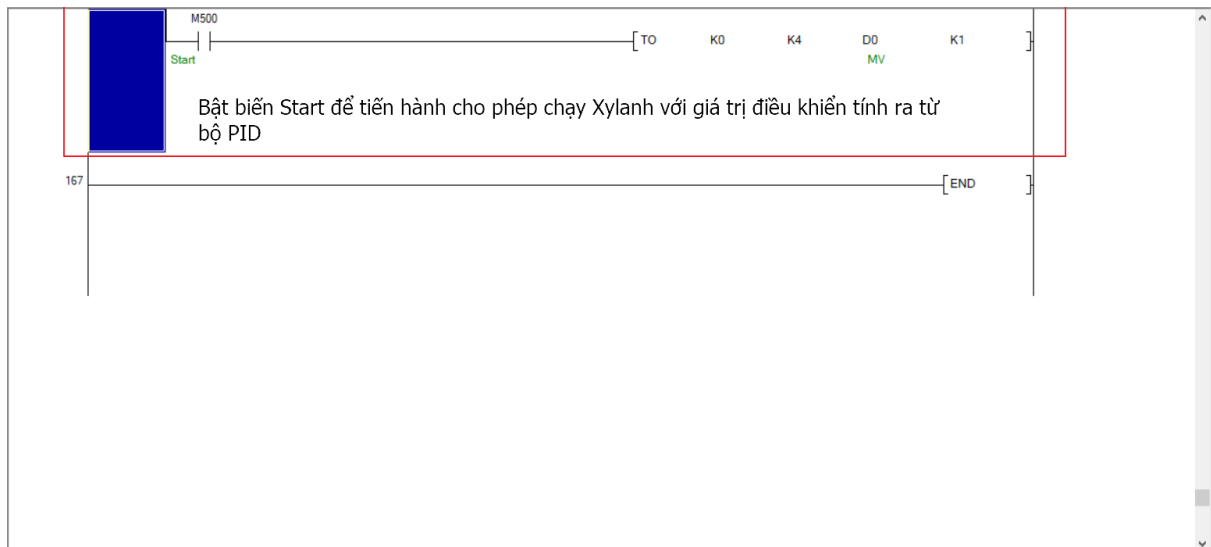 M500
[ TO K0 K4 D0 K1 ]
Start
MV
Bật biến Start để tiến hành cho phép chạy Xylanh với giá trị điều khiển tính ra từ
bộ PID
167
[ END ]